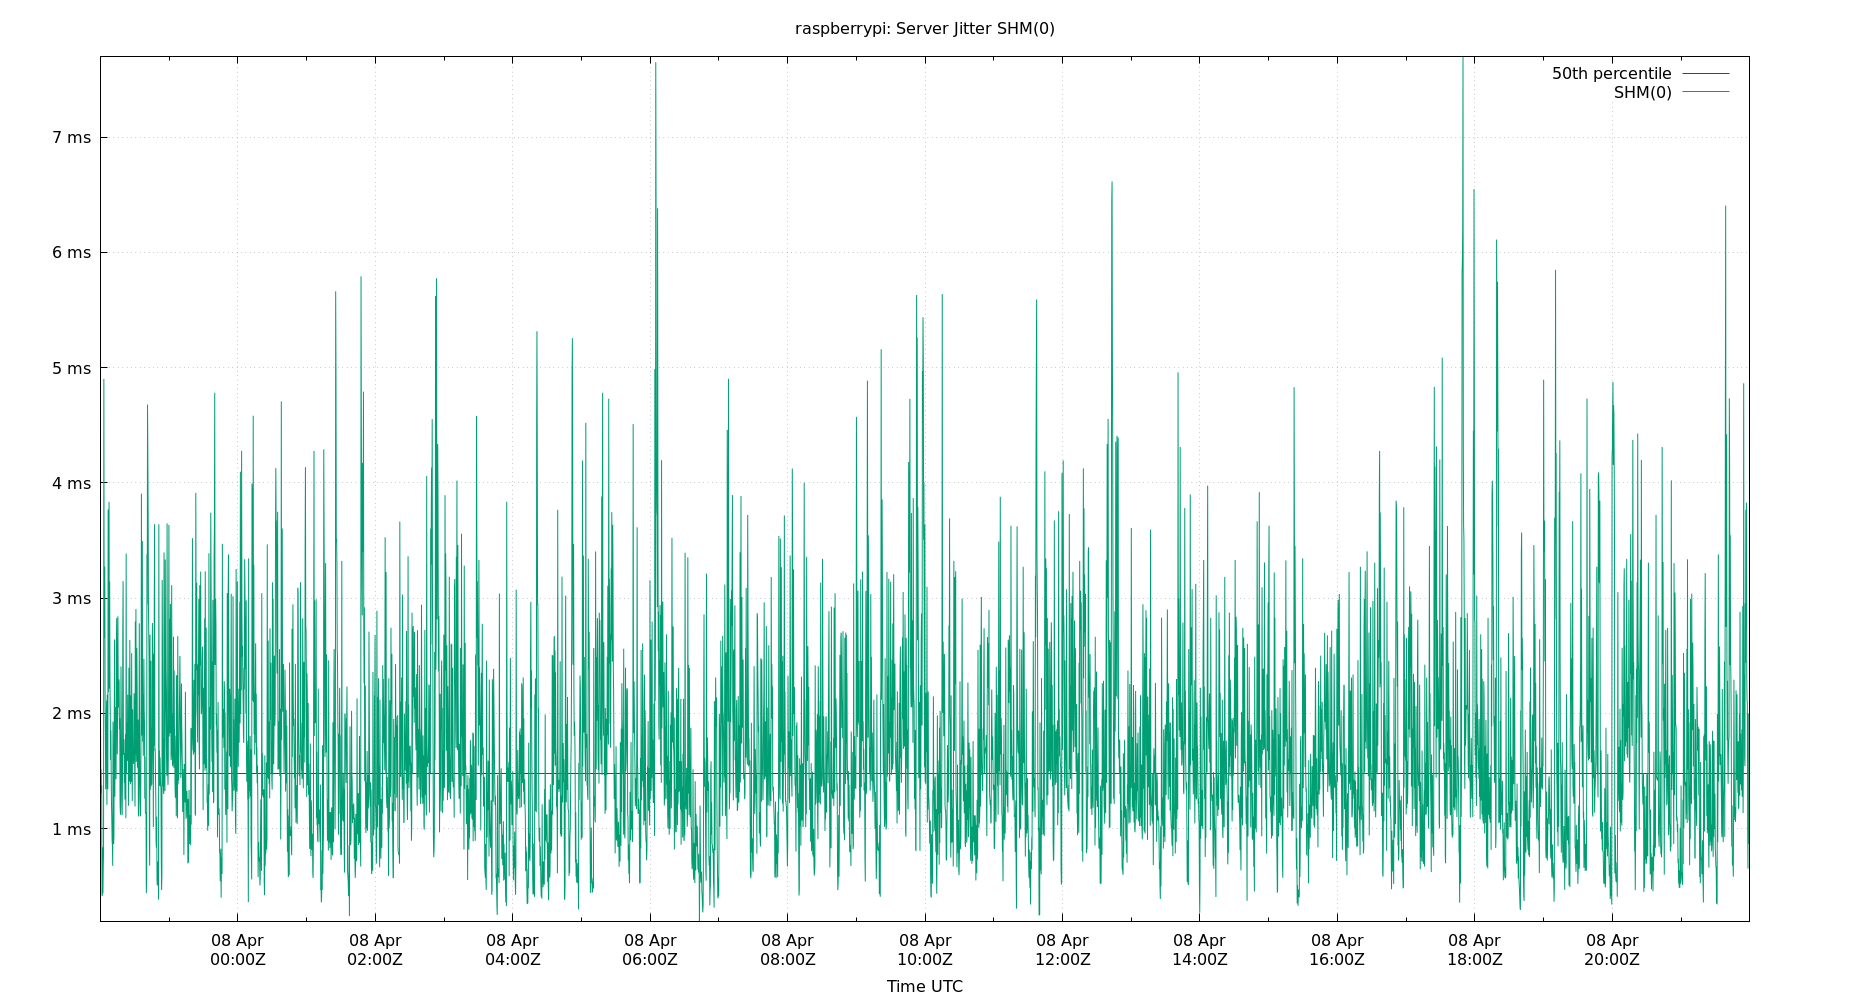 raspberrypi: Server Jitter SHM(0)
50th percentile
SHM(0)
7 ms
6 ms
5 ms
4 ms
3 ms
2 ms
1 ms
08 Apr 08 Apr 08 Apr 08 Apr 08 Apr 08 Apr 08 Apr 08 Apr 08 Apr 08 Apr 08 Apr
00:00Z 02:00Z 04:00Z 06:00Z 08:00Z 10:00Z 12:00Z 14:00Z 16:00Z 18:00Z 20:00Z
Time UTC